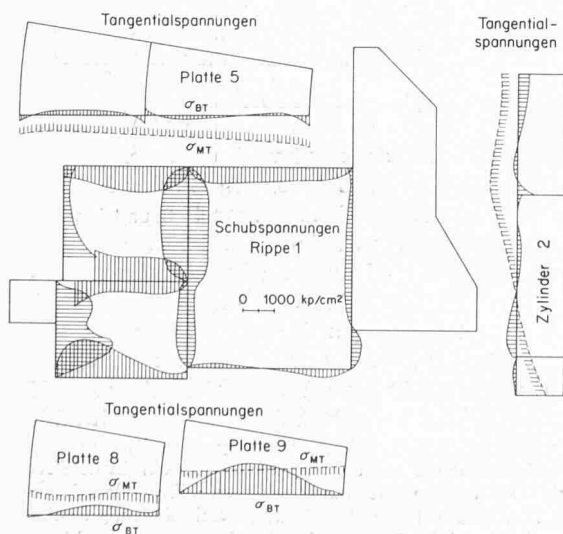 Tangentialspannungen
Platte 5
σBT
σMT
Tangential-
spannungen
Schubspannungen
Rippe 1
0 1000 kp/cm²
Zylinder 2
Tangentialspannungen
Platte 8
σMT
σBT
Platte 9
σMT
σBT